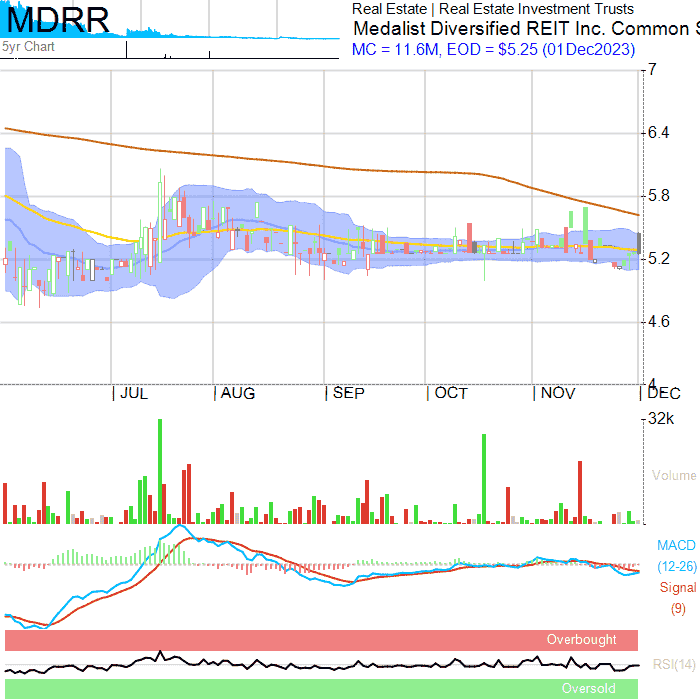 MDRR
5yr Chart
Real Estate | Real Estate Investment Trusts
Medalist Diversified REIT Inc. Common S
MC = 11.6M, EOD = $5.25 (01Dec2023)
7
6.4
5.8
5.2
4.6
4
JUL
AUG
SEP
OCT
NOV
DEC
32k
Volume
MACD
(12-26)
Signal
(9)
Overbought
RSI(14)
Oversold